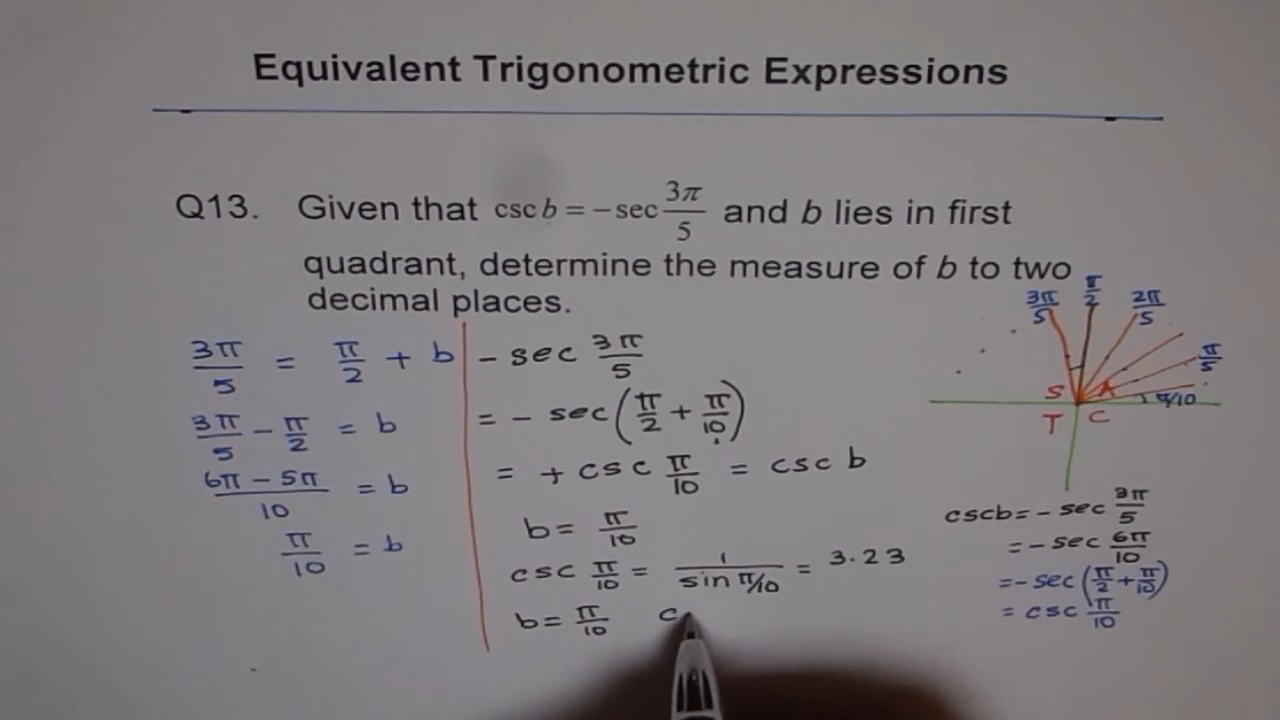 Equivalent Trigonometric Expressions
Q13. Given that csc b = -sec 3π/5 and b lies in first
quadrant, determine the measure of b to two
decimal places.
3π/5 = π/2 + b
3π/5 - π/2 = b
6π - 5π/10 = b
π/10 = b
- sec 3π/5
= - sec(π/2 + π/10)
= + csc π/10 = csc b
b = π/10
csc π/10 = 1/sin π/10 = 3.23
b = π/10 c
3π/5
π/2
2π/5
π/5
π/10
S A
T C
csc b = - sec 3π/5
= - sec 6π/10
= - sec(π/2 + π/10)
= csc π/10